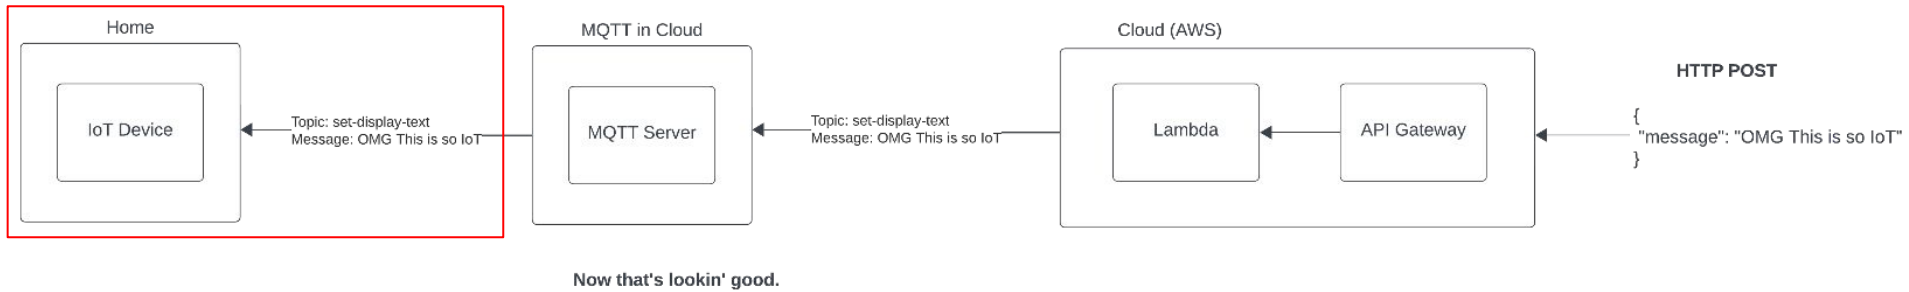 Home
IoT Device
Topic: set-display-text
Message: OMG This is so IoT
MQTT in Cloud
MQTT Server
Topic: set-display-text
Message: OMG This is so IoT
Cloud (AWS)
Lambda
API Gateway
HTTP POST
{
"message": "OMG This is so IoT"
}
Now that's lookin' good.